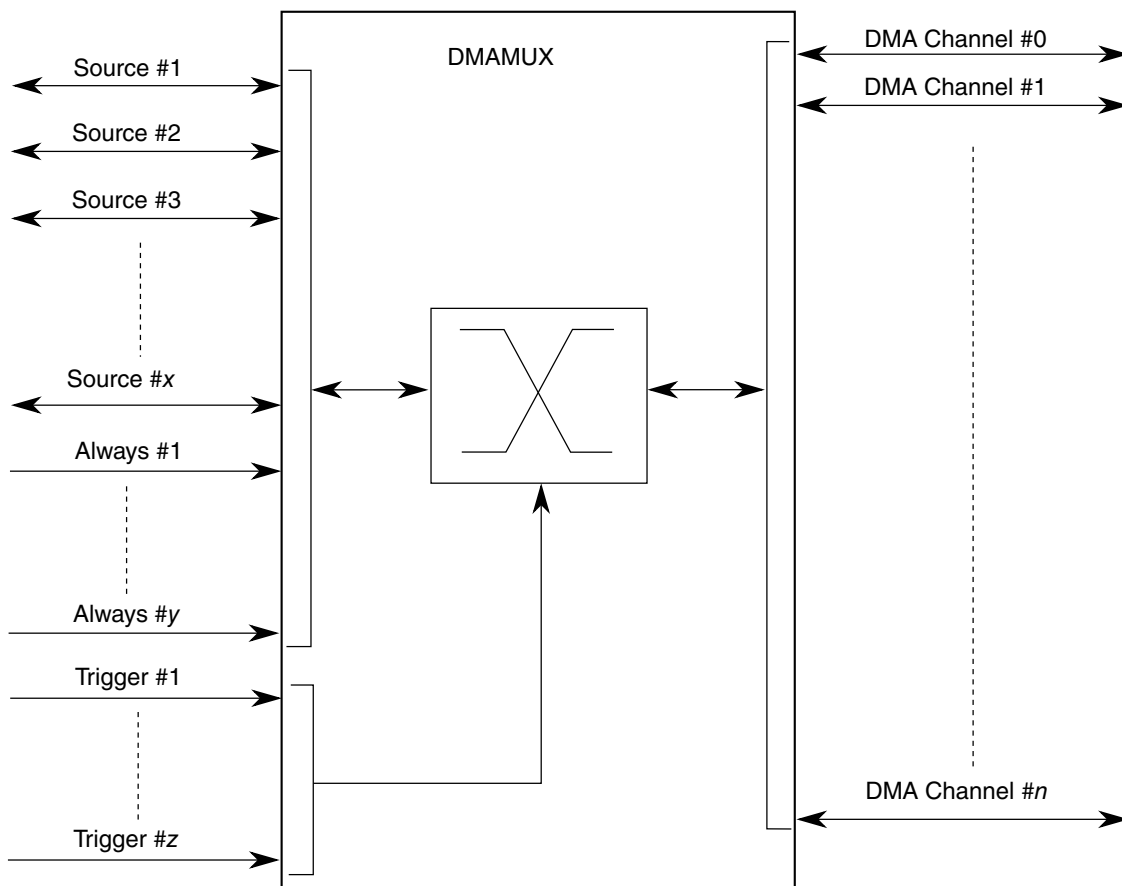 DMAMUX
Source #1
Source #2
Source #3
Source #x
Always #1
Always #y
Trigger #1
Trigger #z
DMA Channel #0
DMA Channel #1
DMA Channel #n